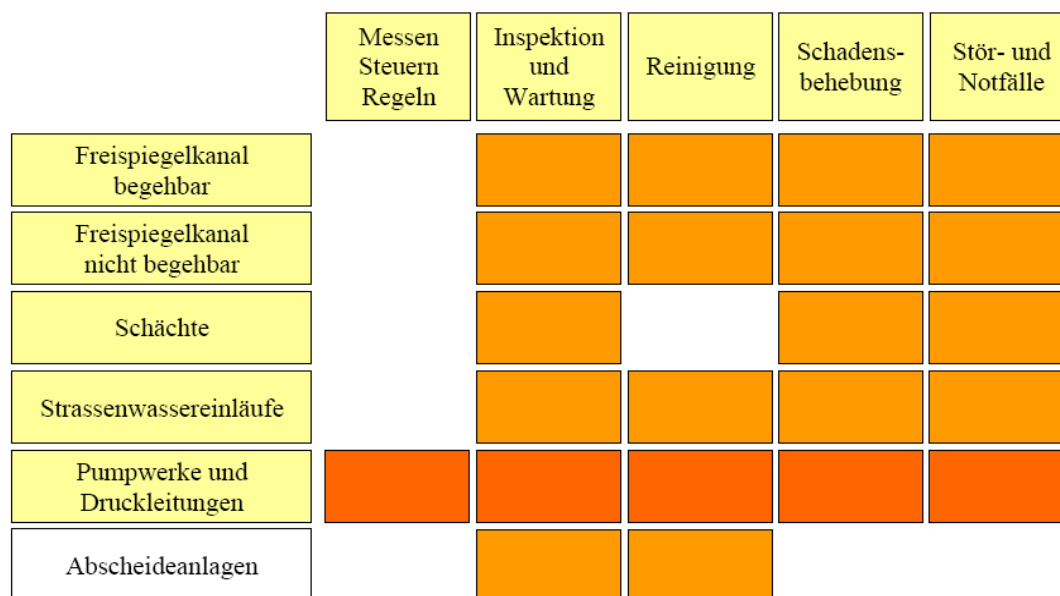 Messen
Steuern
Regeln
Inspektion
und
Wartung
Reinigung
Schadens-
behebung
Stör- und
Notfälle
Freispiegelkanal
begehbar
Freispiegelkanal
nicht begehbar
Schächte
Strassenwassereinläufe
Pumpwerke und
Druckleitungen
Abscheideanlagen